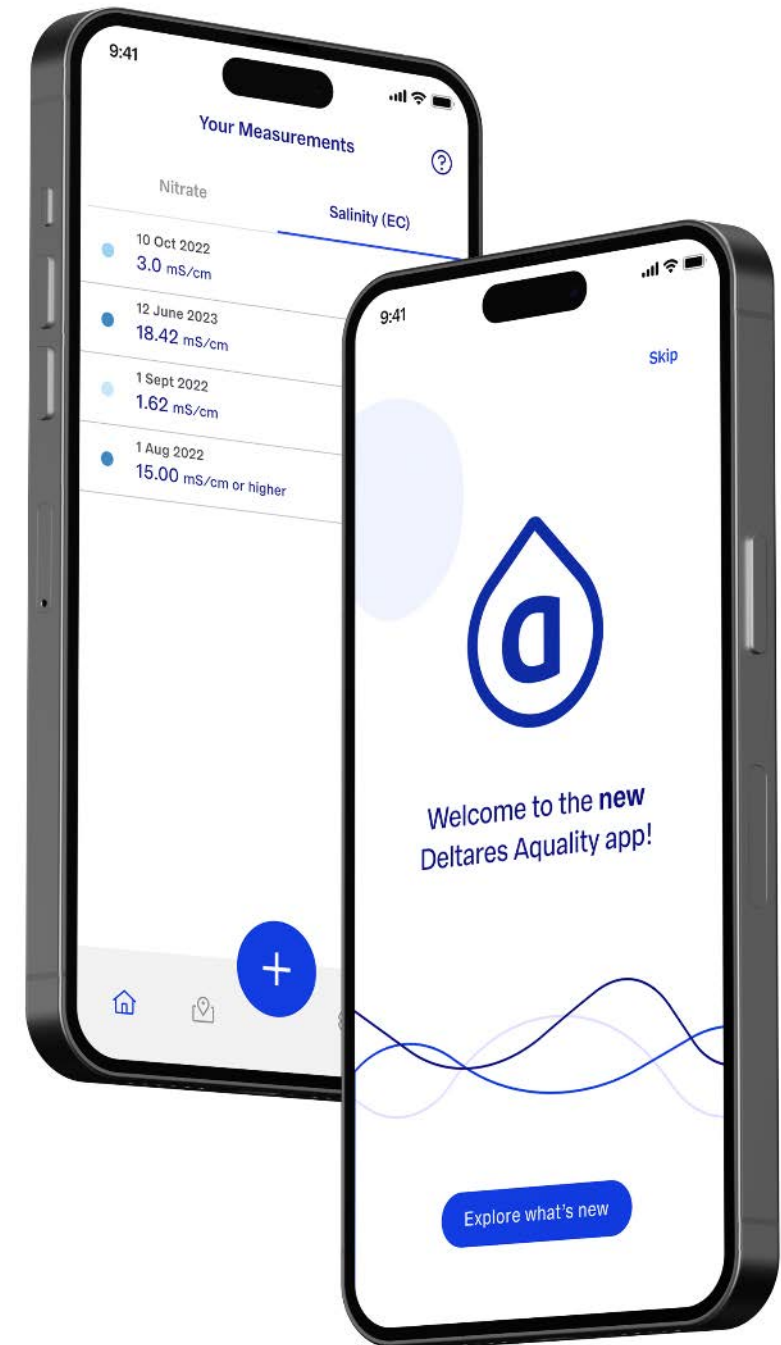 9:41
Your Measurements
?
Nitrate
Salinity (EC)
10 Oct 2022
3.0 mS/cm
12 June 2023
18.42 mS/cm
1 Sept 2022
1.62 mS/cm
1 Aug 2022
15.00 mS/cm or higher
9:41
Skip
Welcome to the new
Deltares Aquality app!
Explore what's new